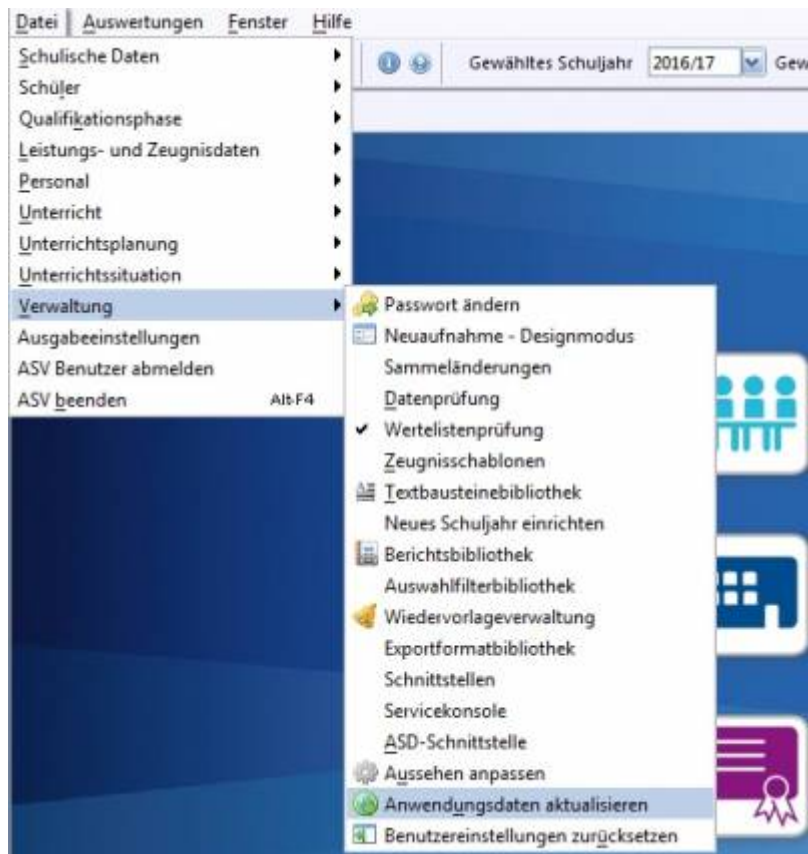 Datei Auswertungen Fenster Hilfe
Gewähltes Schuljahr 2016/17 Gew
Schulische Daten
Schüler
Qualifikationsphase
Leistungs- und Zeugnisdaten
Personal
Unterricht
Unterrichtsplanung
Unterrichtssituation
Verwaltung
Ausgabeeinstellungen
ASV Benutzer abmelden
ASV beenden Alt-F4
Passwort ändern
Neuaufnahme - Designmodus
Sammeländerungen
Datenprüfung
Wertelistenprüfung
Zeugnisschablonen
Textbausteinebibliothek
Neues Schuljahr einrichten
Berichtsbibliothek
Auswahlfilterbibliothek
Wiedervorlageverwaltung
Exportformatbibliothek
Schnittstellen
Servicekonsole
ASD-Schnittstelle
Aussehen anpassen
Anwendungsdaten aktualisieren
Benutzereinstellungen zurücksetzen